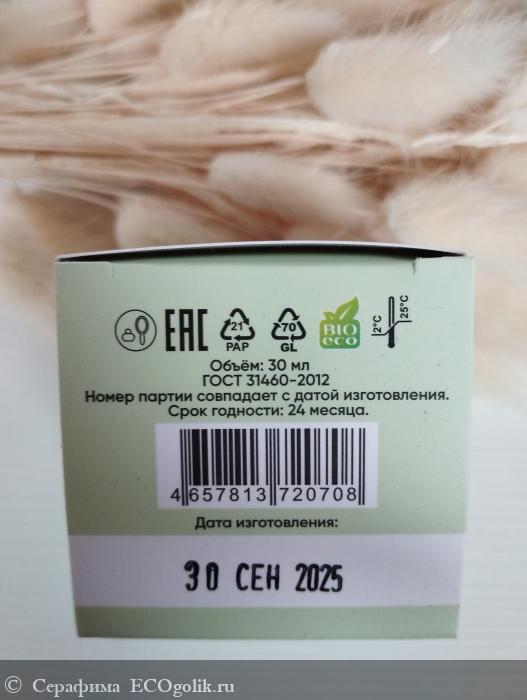 EAC
21
PAP
70
GL
BIO
eco
2°C
25°C
Объём: 30 мл
ГОСТ 31460-2012
Номер партии совпадает с датой изготовления.
Срок годности: 24 месяца.
4 657813 720708
Дата изготовления:
30 СЕН 2025
© Серафима ECOgolik.ru